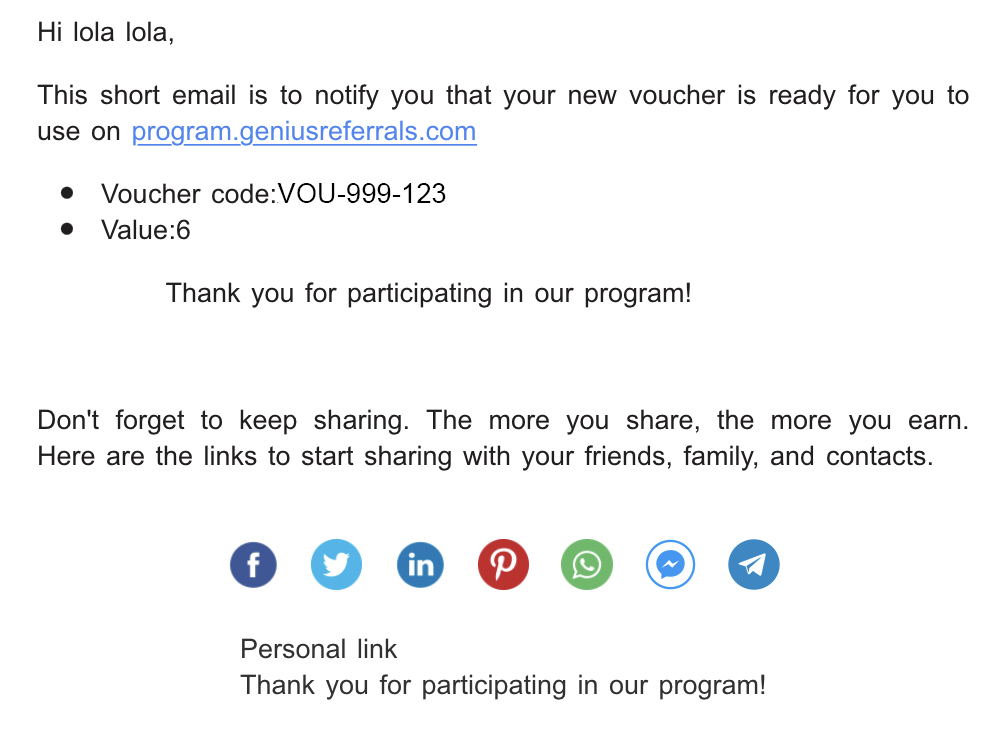 Hi lola lola,
This short email is to notify you that your new voucher is ready for you to
use on program.geniusreferrals.com
• Voucher code:VOU-999-123
• Value:6
Thank you for participating in our program!
Don't forget to keep sharing. The more you share, the more you earn.
Here are the links to start sharing with your friends, family, and contacts.
f in
Personal link
Thank you for participating in our program!